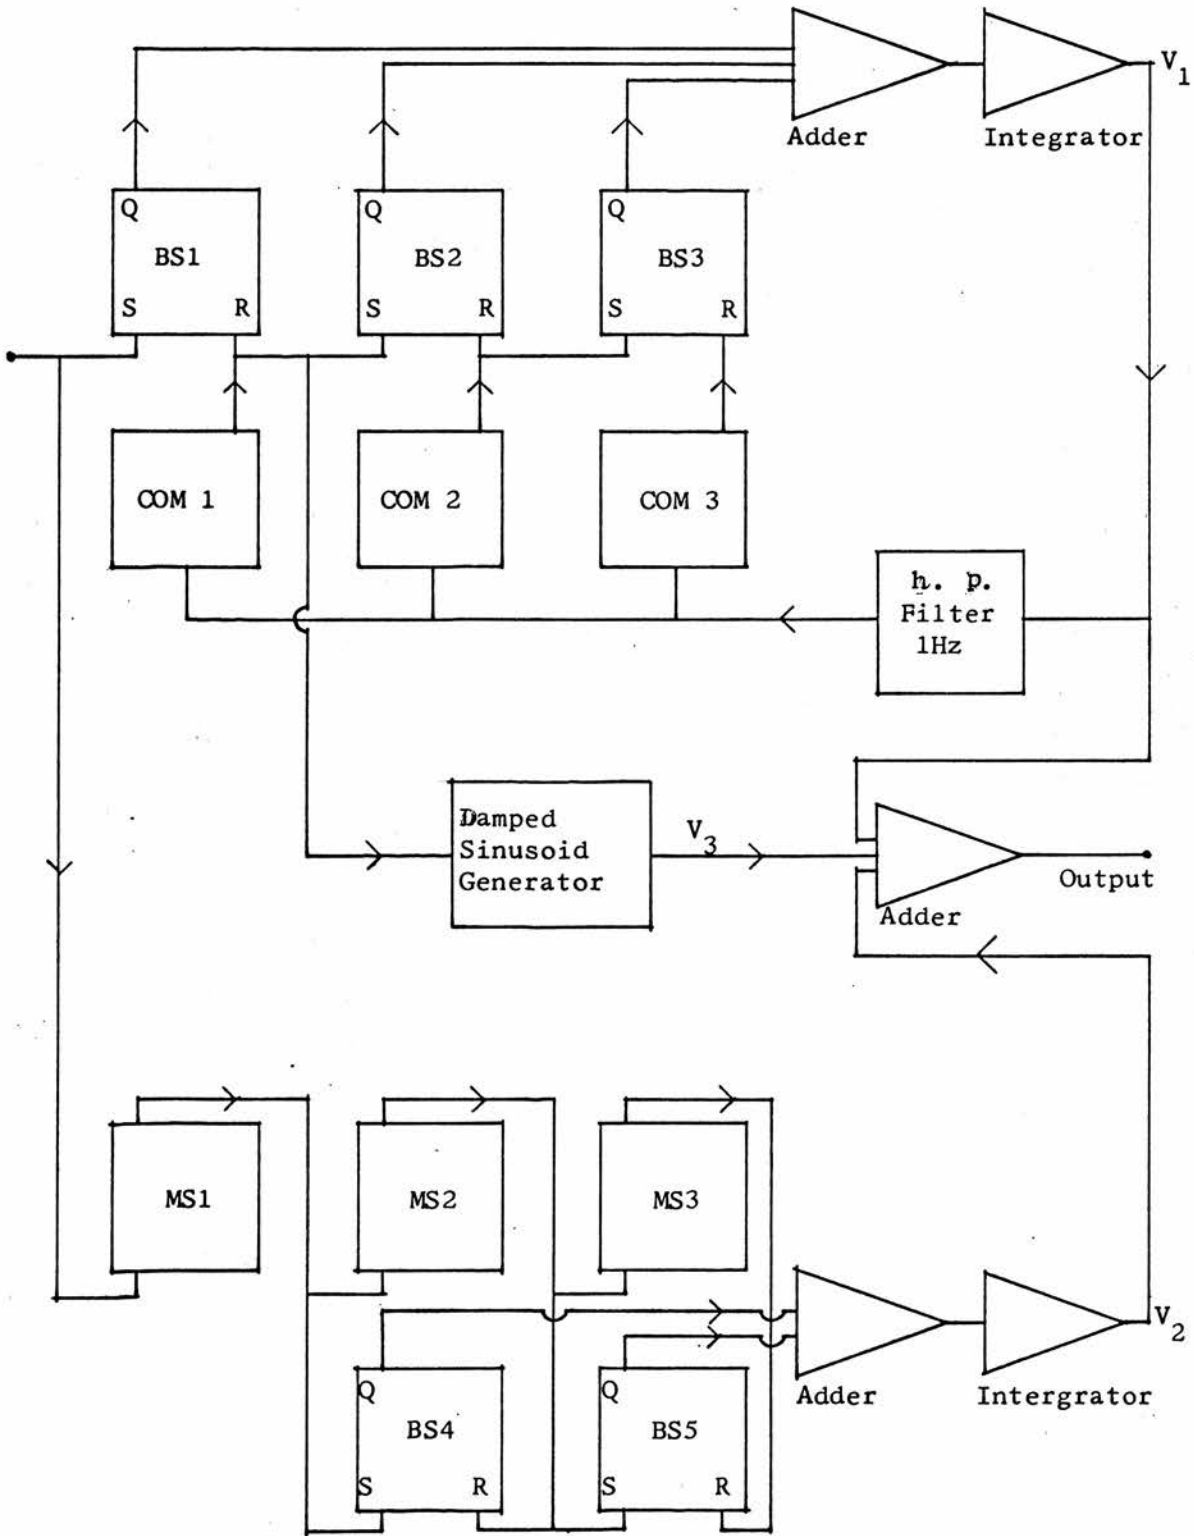 V1
Adder
Integrator
Q
BS1
S
R
Q
BS2
S
R
Q
BS3
S
R
COM 1
COM 2
COM 3
h. p.
Filter
1Hz
Damped
Sinusoid
Generator
V3
Output
Adder
MS1
MS2
MS3
V2
Adder
Intergrator
Q
BS4
S
R
Q
BS5
S
R